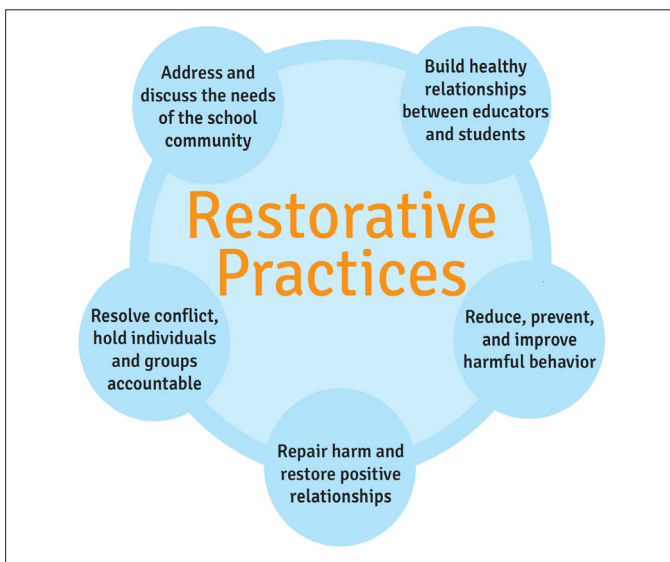 Address and
discuss the needs
of the school
community
Build healthy
relationships
between educators
and students
Restorative
Practices
Resolve conflict,
hold individuals
and groups
accountable
Reduce, prevent,
and improve
harmful behavior
Repair harm and
restore positive
relationships